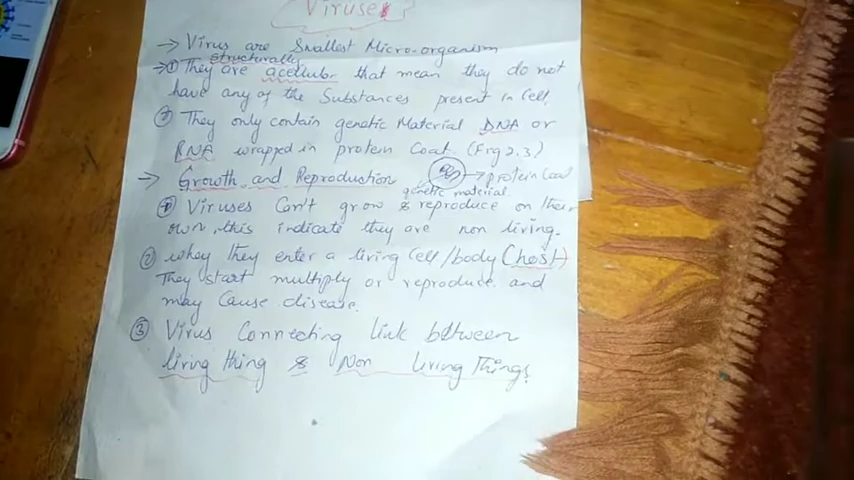 Viruses
→ Virus are Smallest Micro-organism
structurally
→ ① They are acellular that mean they do not
have any of the Substances present in Cell.
② They only contain genetic Material DNA or
RNA wrapped in protein Coat (Fig 2.3)
→ Growth and Reproduction → protein Coat
genetic material
① Viruses Can't grow & reproduce on their
own, this indicate they are non living.
② whey they enter a living Cell/body (host)
They start multiply or reproduce and
may Cause disease.
③ Virus Connecting link between
living thing & Non living Things.